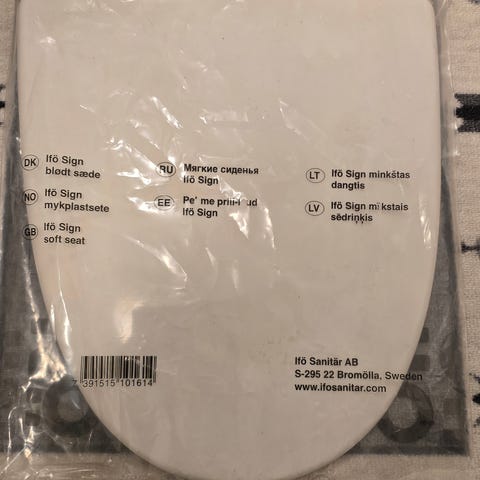 DK Ifö Sign
blødt sæde
NO Ifö Sign
mykplastsete
GB Ifö Sign
soft seat
RU Мягкие сиденья
Ifö Sign
EE
Ifö Sign
LT Ifö Sign minkštas
dangtis
LV Ifö Sign mīkstais
sēdriņķis
7 391515 101614
Ifö Sanitär AB
S-295 22 Bromölla, Sweden
www.ifosanitar.com